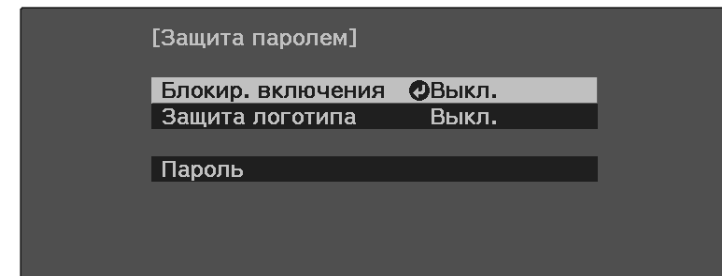 [Защита паролем]
Блокир. включения Выкл.
Защита логотипа Выкл.
Пароль